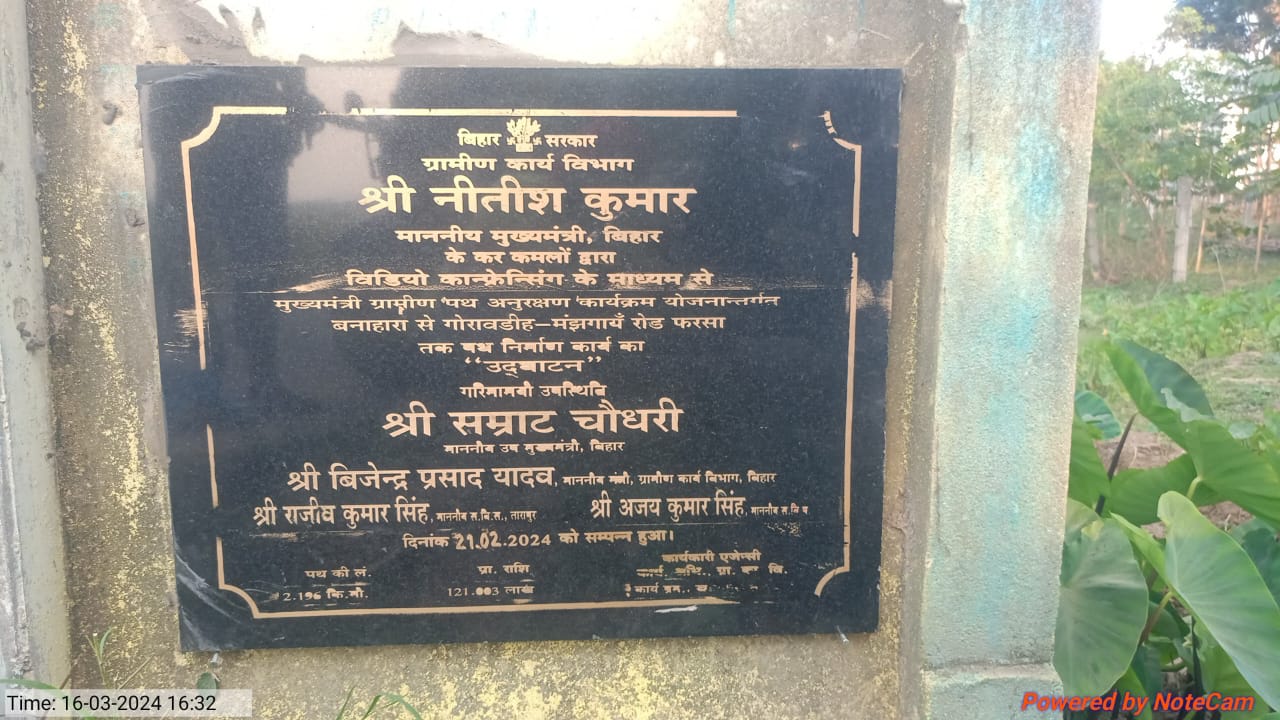 बिहार सरकार
ग्रामीण कार्य विभाग
श्री नीतीश कुमार
माननीय मुख्यमंत्री, बिहार
के कर कमलों द्वारा
विडियो कान्फ्रेन्सिंग के माध्यम से
मुख्यमंत्री ग्रामीण पथ अनुरक्षण कार्यक्रम योजनान्तर्गत
बनाहारा से गोरावडीह–मंझगायँ रोड फरसा
तक पथ निर्माण कार्य का
‘‘उद्घाटन’’
गरिमामयी उपस्थिति
श्री सम्राट चौधरी
माननीय उप मुख्यमंत्री, बिहार
श्री बिजेन्द्र प्रसाद यादव, माननीय मंत्री, ग्रामीण कार्य विभाग, बिहार
श्री राजीव कुमार सिंह, माननीय स.वि.स., तारापुर श्री अजय कुमार सिंह, माननीय स.वि.प.
दिनांक 21.02.2024 को सम्पन्न हुआ।
पथ की लं. प्रा. राशि कार्यकारी एजेन्सी
2.196 कि.मी. 121.003 लाख कार्य
Time: 16-03-2024 16:32
Powered by NoteCam